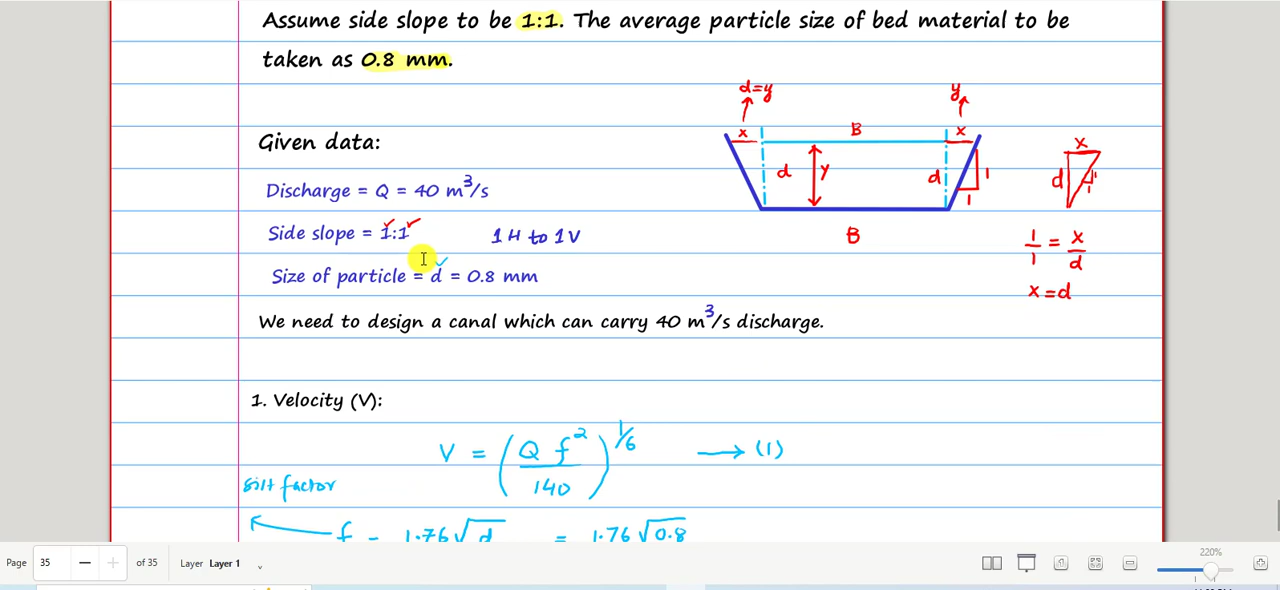 Assume side slope to be 1:1. The average particle size of bed material to be
taken as 0.8 mm.
d=y
y
x
B
x
x
Given data:
d
y
d
1
d
1
1
Discharge = Q = 40 m³/s
1
Side slope = 1:1
1 H to 1 V
B
1/1 = x/d
Size of particle = d = 0.8 mm
x = d
We need to design a canal which can carry 40 m³/s discharge.
1. Velocity (V):
V = (Q f² / 140)^1/6 → (1)
silt factor
f = 1.76√d = 1.76√0.8
Page 35 of 35 Layer Layer 1
220%